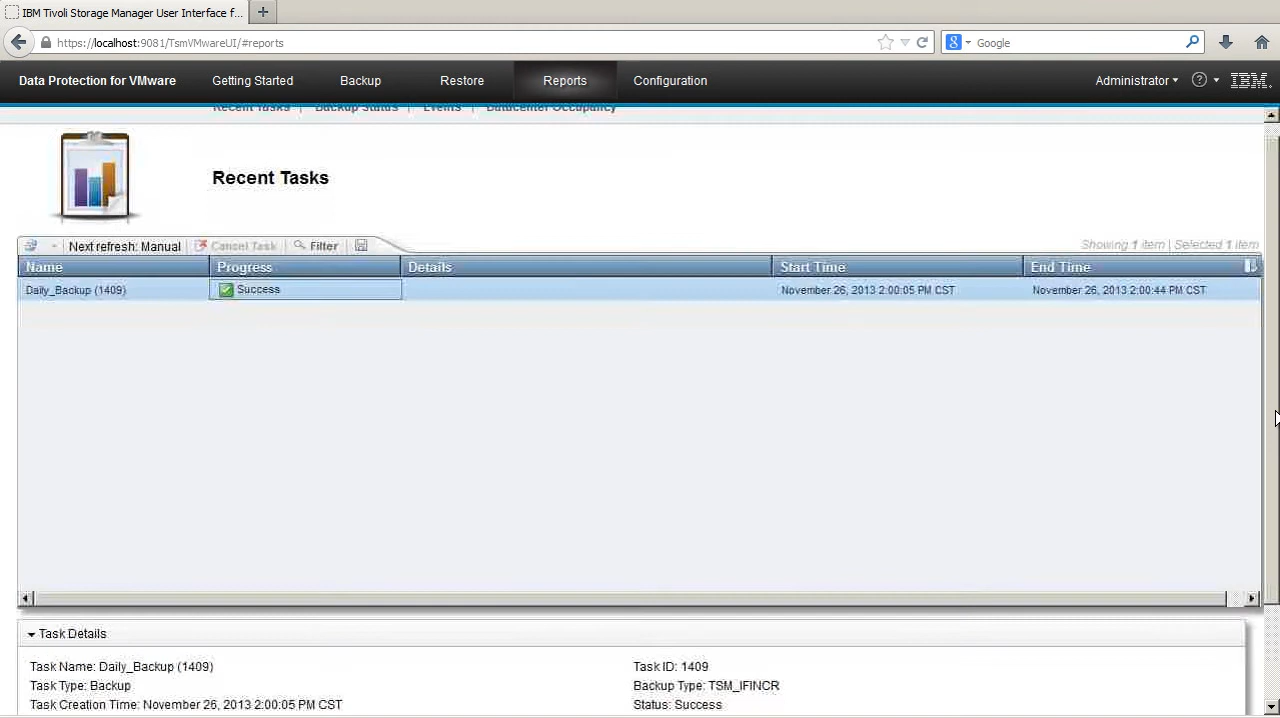 IBM Tivoli Storage Manager User Interface f...
https://localhost:9081/TsmVMwareUI/#reports
Google
Data Protection for VMware Getting Started Backup Restore Reports Configuration Administrator IBM
Recent Tasks | Backup Status | Events | Datacenter Occupancy
Recent Tasks
Next refresh: Manual Cancel Task Filter Showing 1 item | Selected 1 item
Name Progress Details Start Time End Time
Daily_Backup (1409) Success November 26, 2013 2:00:05 PM CST November 26, 2013 2:00:44 PM CST
Task Details
Task Name: Daily_Backup (1409) Task ID: 1409
Task Type: Backup Backup Type: TSM_IFINCR
Task Creation Time: November 26, 2013 2:00:05 PM CST Status: Success